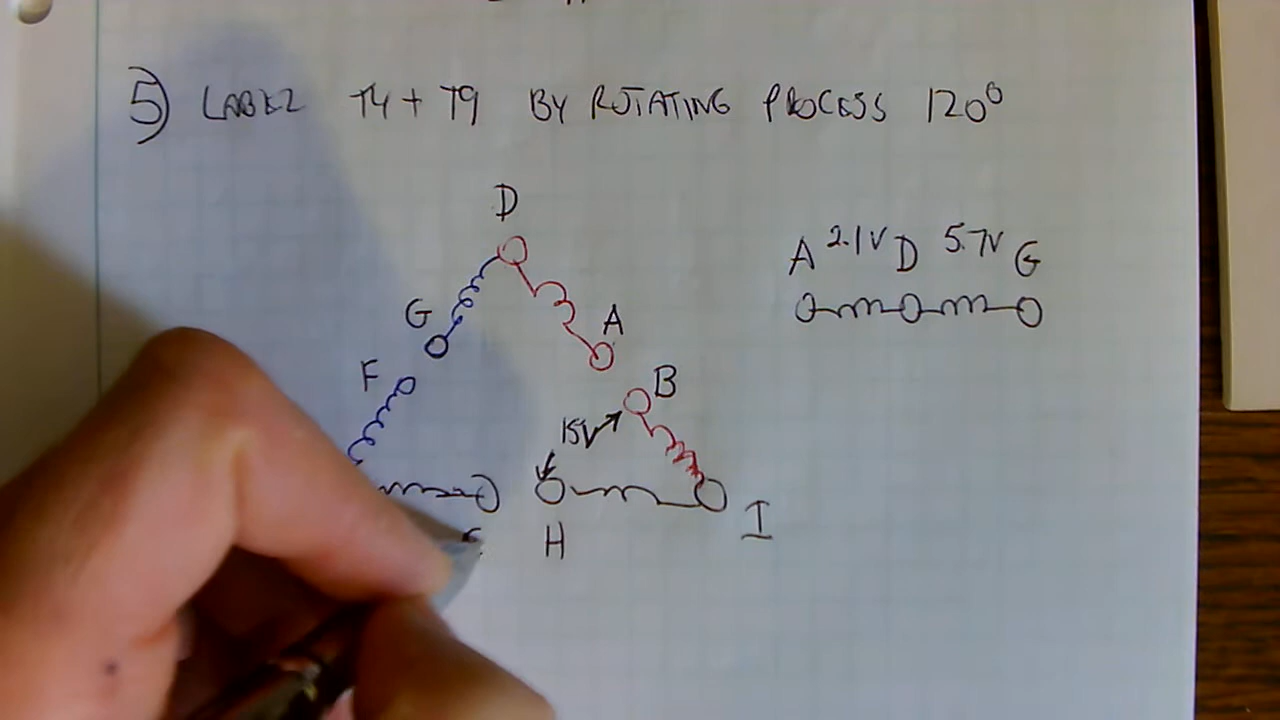 5) LABEL T4 + T9 BY ROTATING PROCESS 120°
D
A 2.1V D 5.7V G
G
A
F
B
15V
H
I